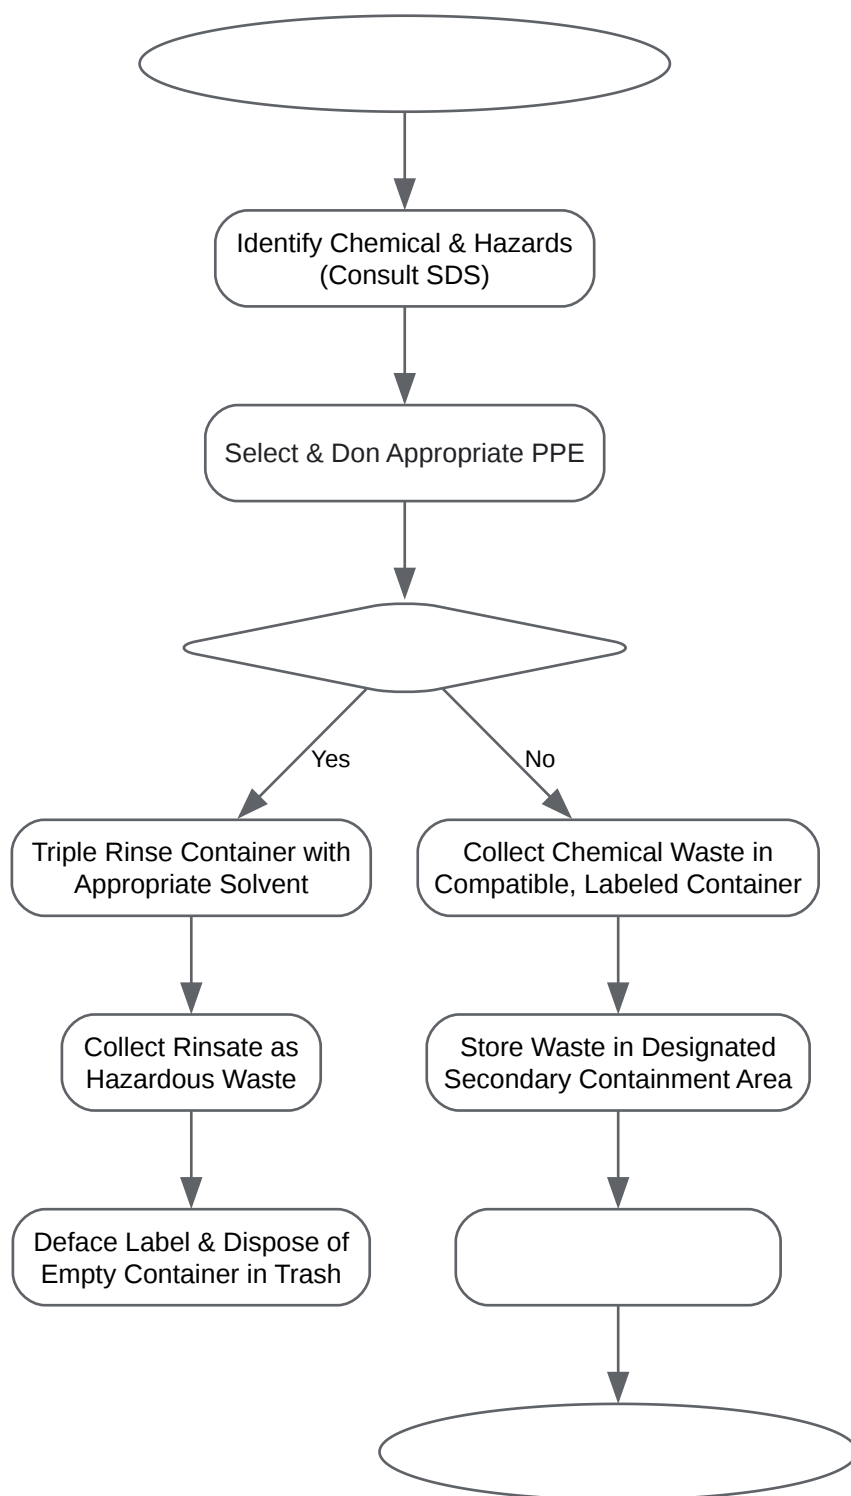 Identify Chemical & Hazards
(Consult SDS)
Select & Don Appropriate PPE
Yes
No
Triple Rinse Container with
Appropriate Solvent
Collect Chemical Waste in
Compatible, Labeled Container
Collect Rinsate as
Hazardous Waste
Store Waste in Designated
Secondary Containment Area
Deface Label & Dispose of
Empty Container in Trash